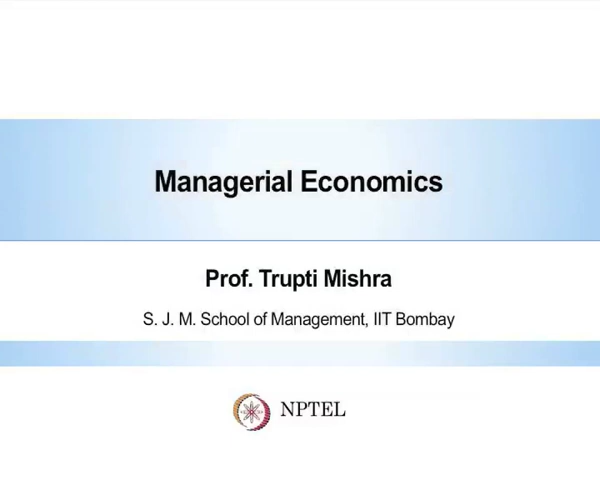 Managerial Economics
Prof. Trupti Mishra
S. J. M. School of Management, IIT Bombay
NPTEL